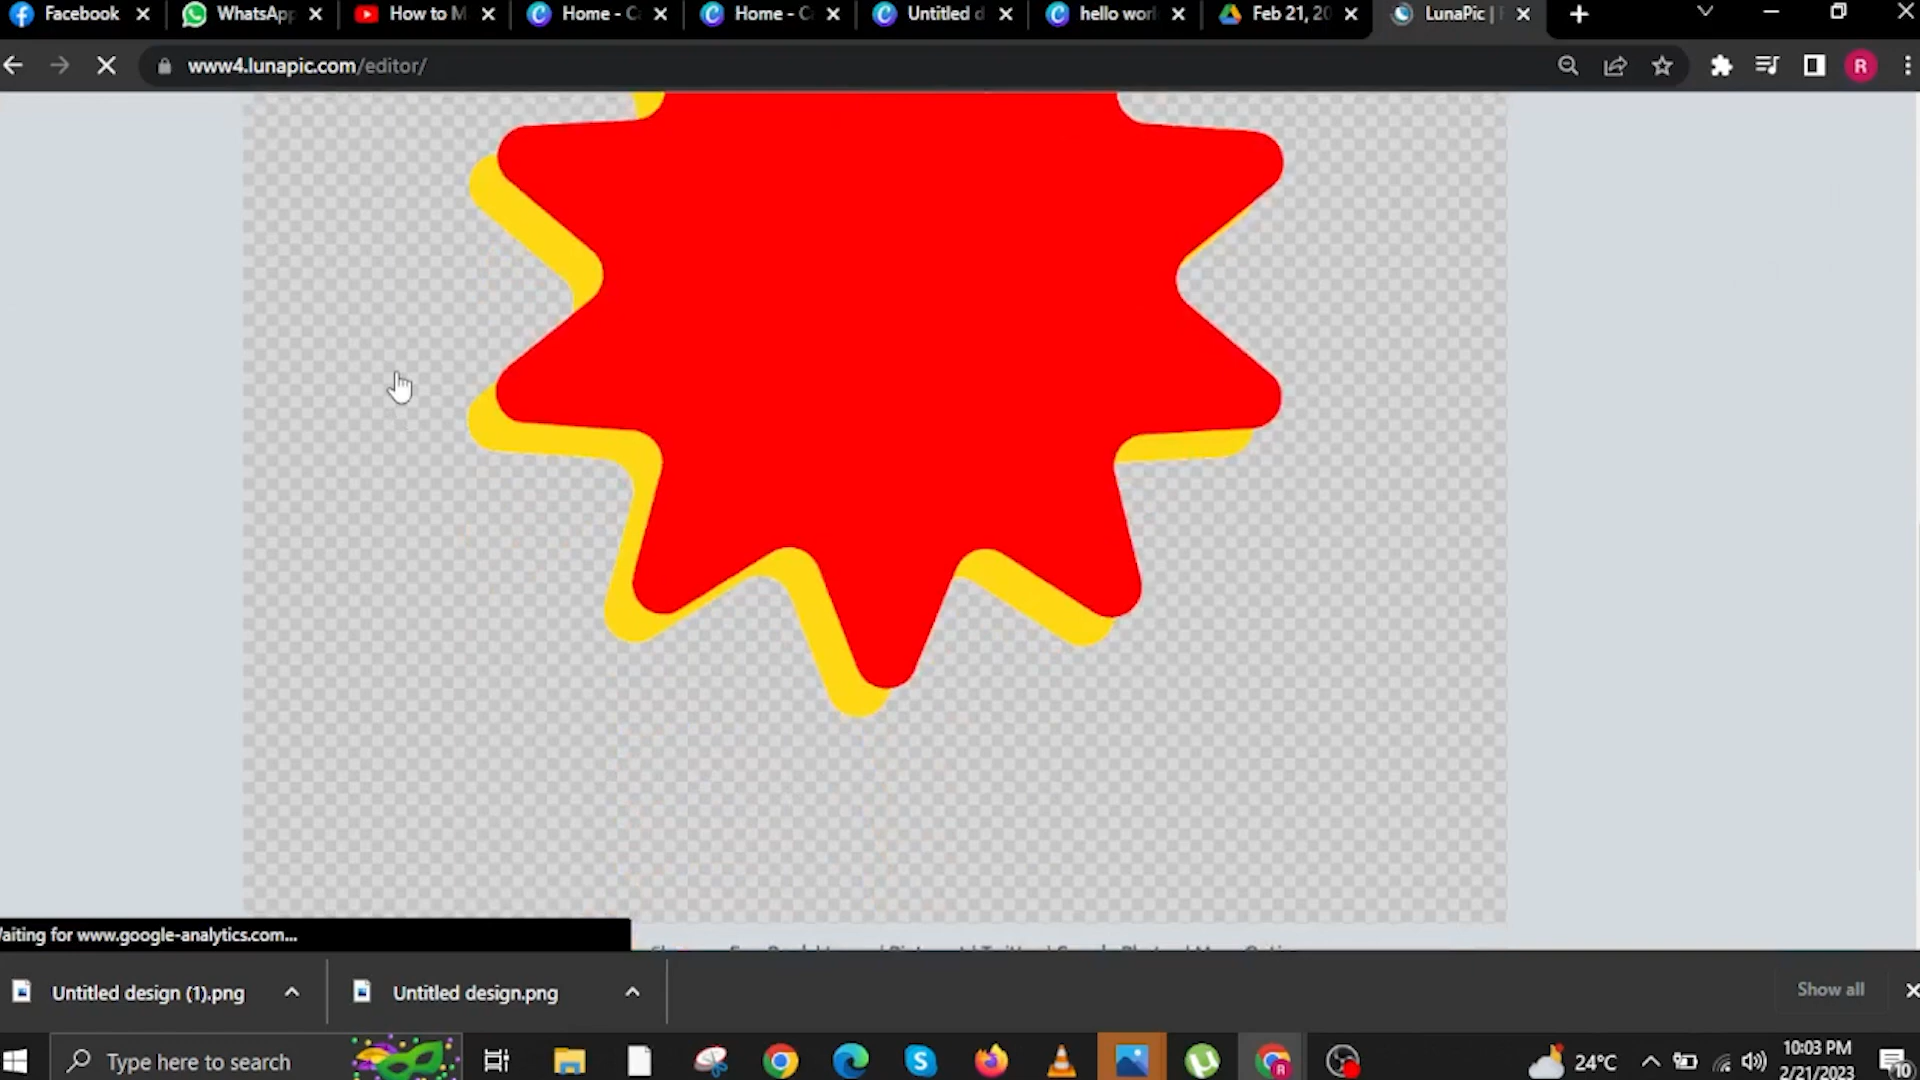 Facebook
WhatsApp
How to M
Home - C
Home - C
Untitled d
hello worl
Feb 21, 20
LunaPic |
www4.lunapic.com/editor/
R
Waiting for www.google-analytics.com...
Untitled design (1).png
Untitled design.png
Show all
Type here to search
24°C
10:03 PM
2/21/2023
10